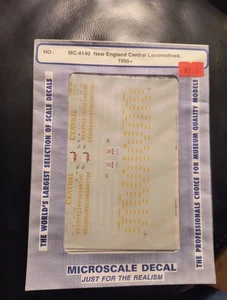 HO:
MC-4140 New England Central Locomotives,
1995+
THE WORLD'S LARGEST SELECTION OF SCALE DECALS
THE PROFESSIONALS CHOICE FOR MUSEUM QUALITY MODELS
MICROSCALE DECAL
JUST FOR THE REALISM